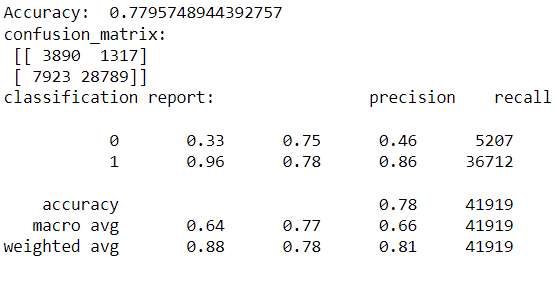 Accuracy:  0.7795748944392757
confusion_matrix:
 [[ 3890  1317]
 [ 7923 28789]]
classification report:               precision    recall
           0       0.33      0.75      0.46      5207
           1       0.96      0.78      0.86     36712
    accuracy                           0.78     41919
   macro avg       0.64      0.77      0.66     41919
weighted avg       0.88      0.78      0.81     41919